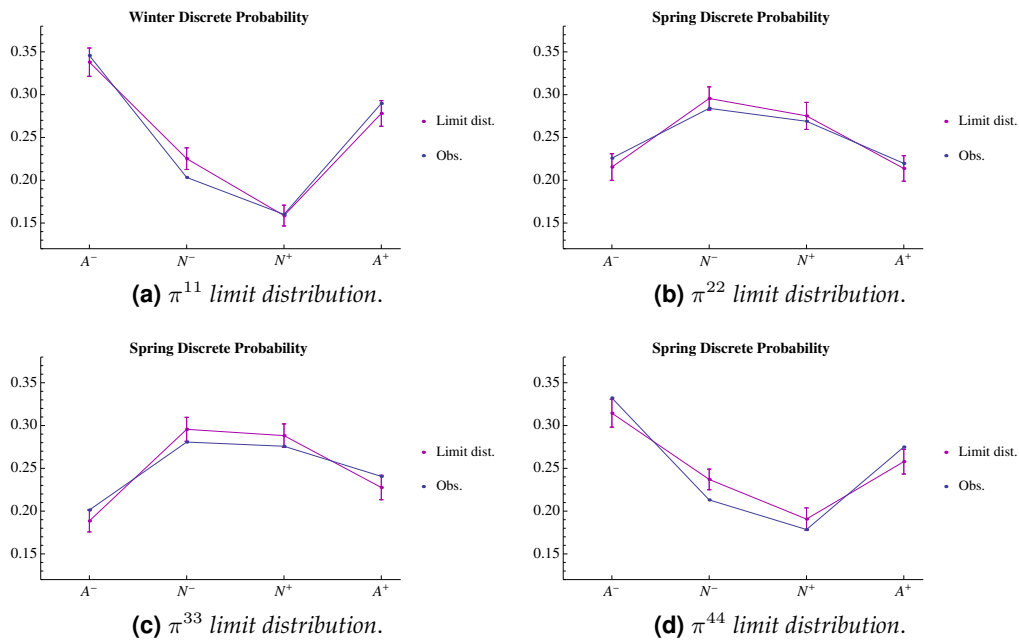 Winter Discrete Probability
0.35
0.30
0.25
0.20
0.15
A⁻ N⁻ N⁺ A⁺
Limit dist.
Obs.
(a) π¹¹ limit distribution.
Spring Discrete Probability
0.35
0.30
0.25
0.20
0.15
A⁻ N⁻ N⁺ A⁺
Limit dist.
Obs.
(b) π²² limit distribution.
Spring Discrete Probability
0.35
0.30
0.25
0.20
0.15
A⁻ N⁻ N⁺ A⁺
Limit dist.
Obs.
(c) π³³ limit distribution.
Spring Discrete Probability
0.35
0.30
0.25
0.20
0.15
A⁻ N⁻ N⁺ A⁺
Limit dist.
Obs.
(d) π⁴⁴ limit distribution.